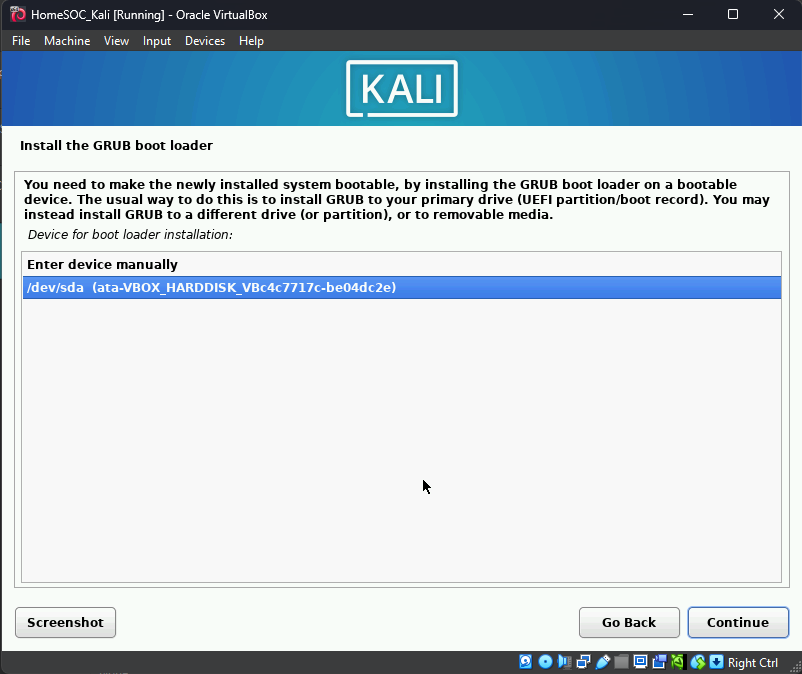 HomeSOC_Kali [Running] - Oracle VirtualBox
File Machine View Input Devices Help
KALI
Install the GRUB boot loader
You need to make the newly installed system bootable, by installing the GRUB boot loader on a bootable
device. The usual way to do this is to install GRUB to your primary drive (UEFI partition/boot record). You may
instead install GRUB to a different drive (or partition), or to removable media.
Device for boot loader installation:
Enter device manually
/dev/sda (ata-VBOX_HARDDISK_VBc4c7717c-be04dc2e)
Screenshot Go Back Continue
Right Ctrl